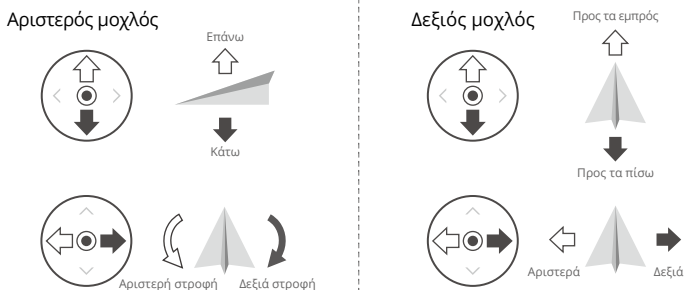 Αριστερός μοχλός
Επάνω
Κάτω
Αριστερή στροφή
Δεξιά στροφή
Δεξιός μοχλός
Προς τα εμπρός
Προς τα πίσω
Αριστερά
Δεξιά